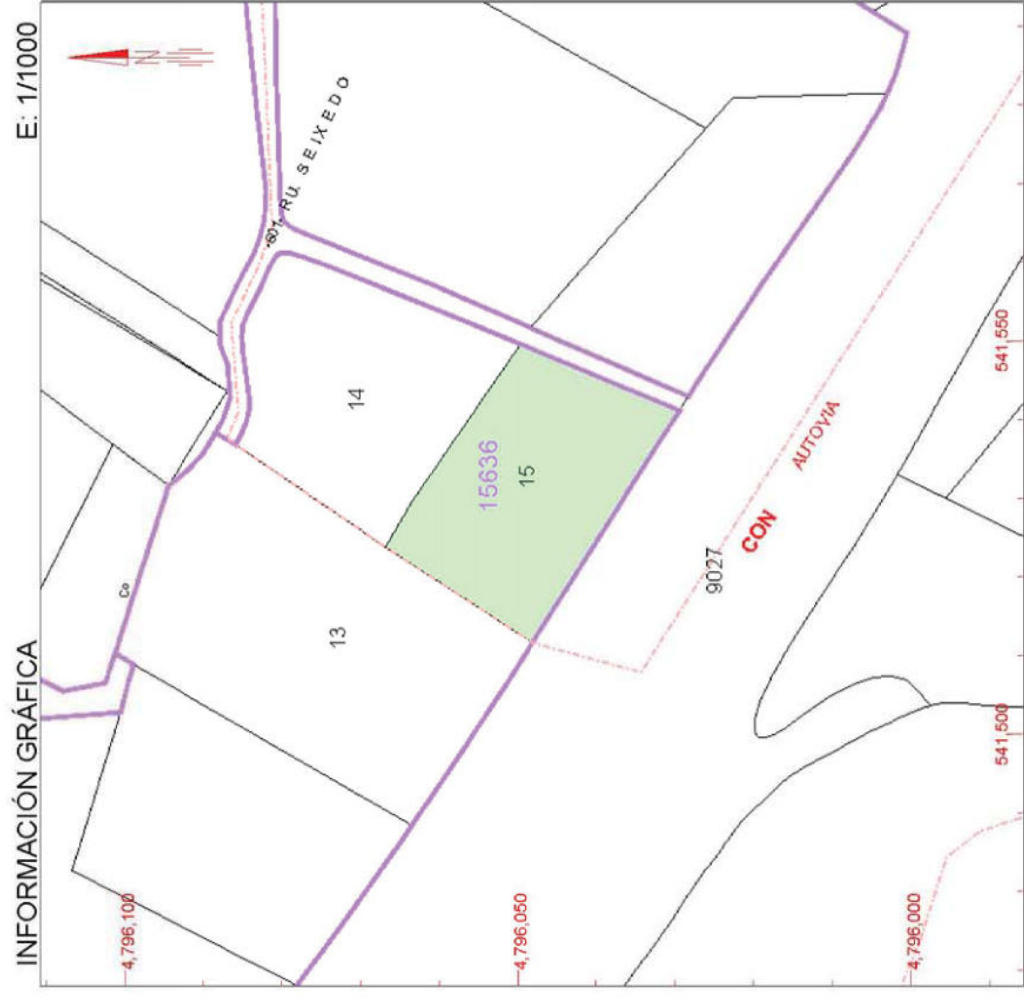 INFORMACIÓN GRÁFICA
E: 1/1000
N
-601- RU. SEIXEDO
Co
14
13
15636
15
9027
CON
AUTOVIA
4,796,100
4,796,050
4,796,000
541,500
541,550